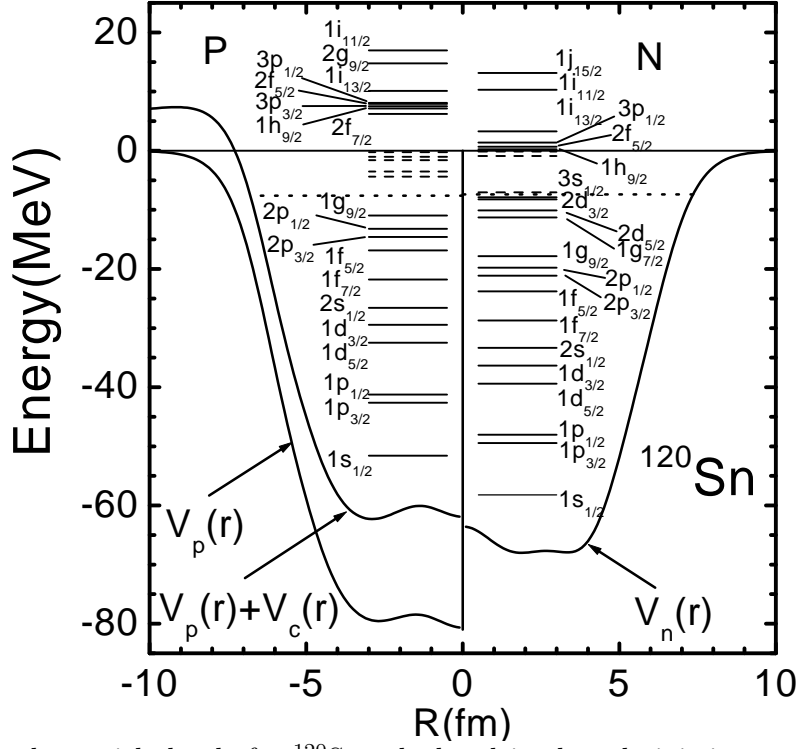 20
0
-20
-40
-60
-80
Energy(MeV)
P
1i11/2
2g9/2
3p1/2
1i13/2
2f5/2
3p3/2
1h9/2
2f7/2
1g9/2
2p1/2
2p3/2
1f5/2
1f7/2
2s1/2
1d3/2
1d5/2
1p1/2
1p3/2
1s1/2
Vp(r)
Vp(r)+Vc(r)
N
1j15/2
1i11/2
1i13/2
3p1/2
2f5/2
1h9/2
3s1/2
2d3/2
2d5/2
1g7/2
1g9/2
2p1/2
2p3/2
1f5/2
1f7/2
2s1/2
1d3/2
1d5/2
1p1/2
1p3/2
1s1/2
120Sn
Vn(r)
-10 -5 0 5 10
R(fm)